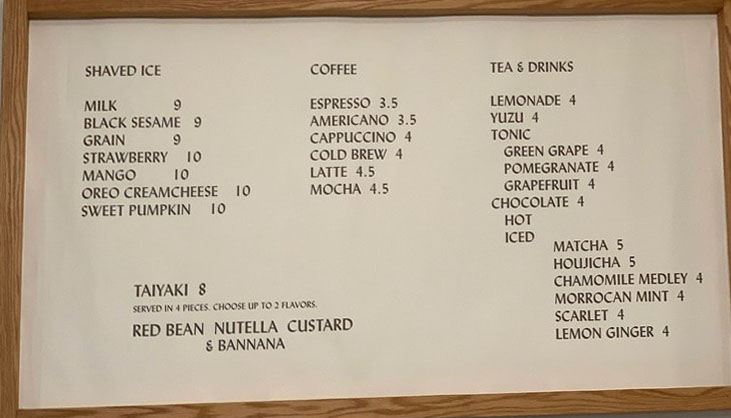 SHAVED ICE
MILK 9
BLACK SESAME 9
GRAIN 9
STRAWBERRY 10
MANGO 10
OREO CREAMCHEESE 10
SWEET PUMPKIN 10
TAIYAKI 8
SERVED IN 4 PIECES. CHOOSE UP TO 2 FLAVORS.
RED BEAN NUTELLA CUSTARD
& BANNANA
COFFEE
ESPRESSO 3.5
AMERICANO 3.5
CAPPUCCINO 4
COLD BREW 4
LATTE 4.5
MOCHA 4.5
TEA & DRINKS
LEMONADE 4
YUZU 4
TONIC
GREEN GRAPE 4
POMEGRANATE 4
GRAPEFRUIT 4
CHOCOLATE 4
HOT
ICED
MATCHA 5
HOUJICHA 5
CHAMOMILE MEDLEY 4
MORROCAN MINT 4
SCARLET 4
LEMON GINGER 4